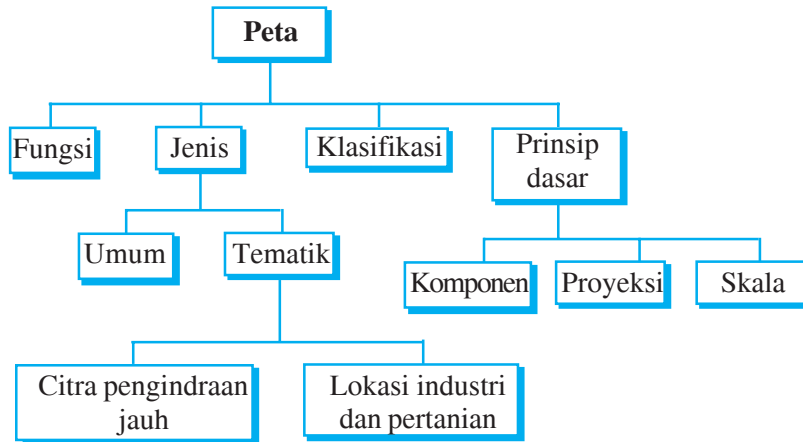 Peta
Fungsi
Jenis
Klasifikasi
Prinsip
dasar
Umum
Tematik
Komponen
Proyeksi
Skala
Citra pengindraan
jauh
Lokasi industri
dan pertanian